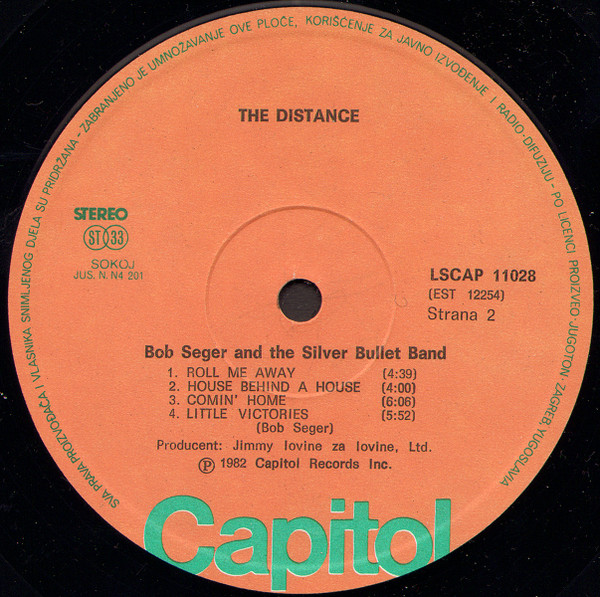 SVA PRAVA PROIZVOĐAČA I VLASNIKA SNIMLJENOG DJELA SU PRIDRŽANA - ZABRANJENO JE UMNOŽAVANJE OVE PLOČE, KORIŠĆENJE ZA JAVNO IZVOĐENJE I RADIO-DIFUZIJU - PO LICENCI PROIZVEO JUGOTON - ZAGREB, YUGOSLAVIA
THE DISTANCE
STEREO
ST 33
SOKOJ
JUS. N. N4 201
LSCAP 11028
(EST 12254)
Strana 2
Bob Seger and the Silver Bullet Band
1. ROLL ME AWAY (4:39)
2. HOUSE BEHIND A HOUSE (4:00)
3. COMIN' HOME (6:06)
4. LITTLE VICTORIES (5:52)
(Bob Seger)
Producent: Jimmy Iovine za Iovine, Ltd.
Ⓟ 1982 Capitol Records Inc.
Capitol